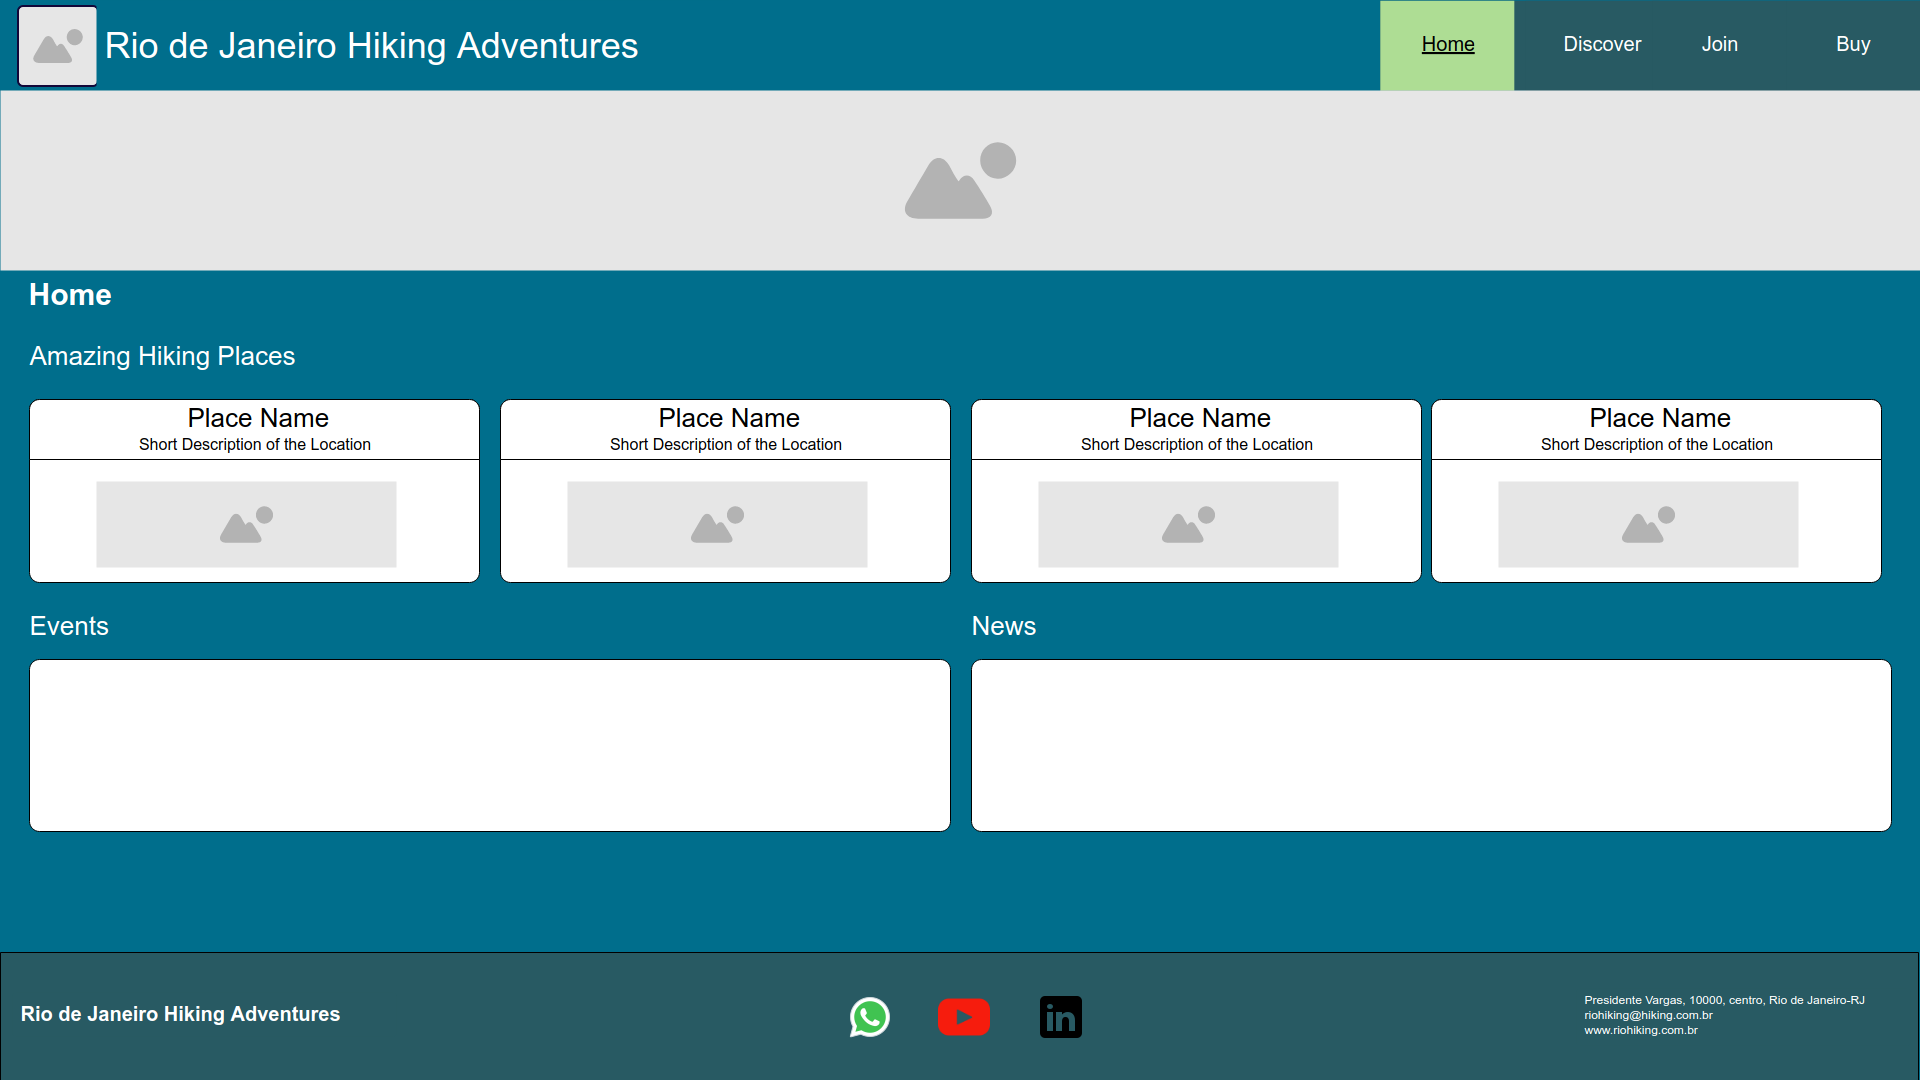 Rio de Janeiro Hiking Adventures
Home
Discover
Join
Buy
Home
Amazing Hiking Places
Place Name
Short Description of the Location
Place Name
Short Description of the Location
Place Name
Short Description of the Location
Place Name
Short Description of the Location
Events
News
Rio de Janeiro Hiking Adventures
in
Presidente Vargas, 10000, centro, Rio de Janeiro-RJ
riohiking@hiking.com.br
www.riohiking.com.br